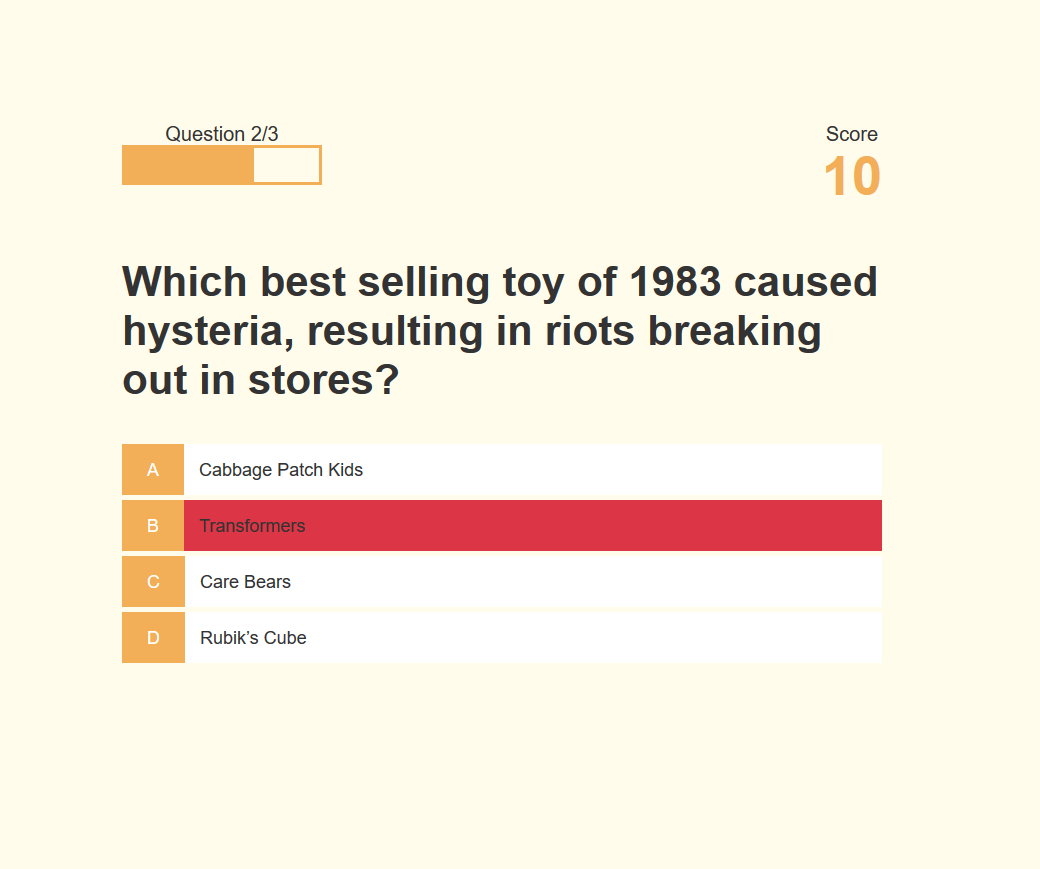 Question 2/3
Score
10
Which best selling toy of 1983 caused
hysteria, resulting in riots breaking
out in stores?
A Cabbage Patch Kids
B Transformers
C Care Bears
D Rubik’s Cube